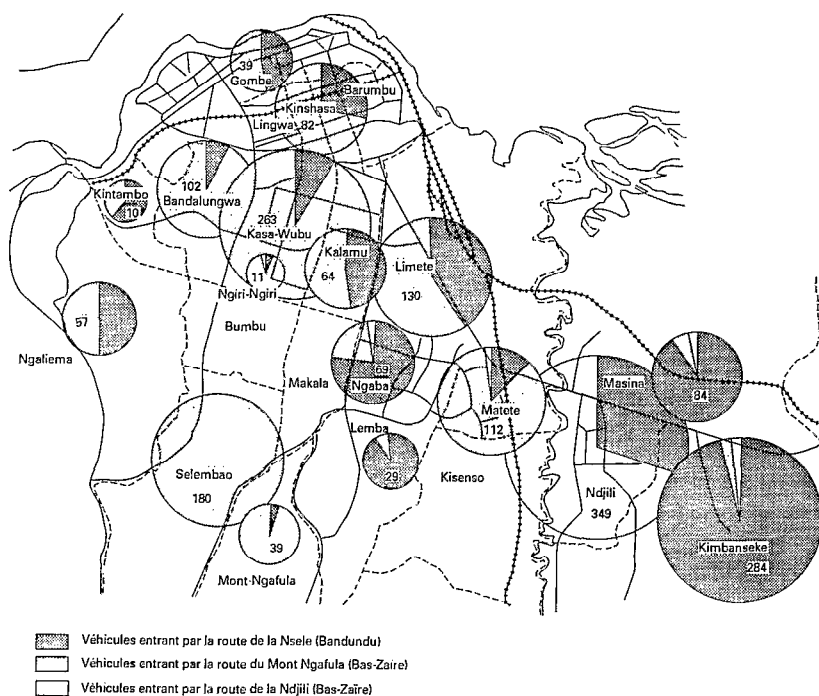 39
Gombe
Barumbu
Kinshasa
Lingwa 82
102
Bandalungwa
Kintambo
10
263
Kasa-Wubu
Kalamu
64
Limete
130
11
Ngiri-Ngiri
57
Ngaliema
Bumbu
69
Ngaba
Makala
Matete
112
Masina
84
Lemba
29
Kisenso
Selembao
180
Ndjili
349
Kimbanseke
284
39
Mont-Ngafula
Véhicules entrant par la route de la Nsele (Bandundu)
Véhicules entrant par la route du Mont Ngafula (Bas-Zaïre)
Véhicules entrant par la route de la Ndjili (Bas-Zaïre)